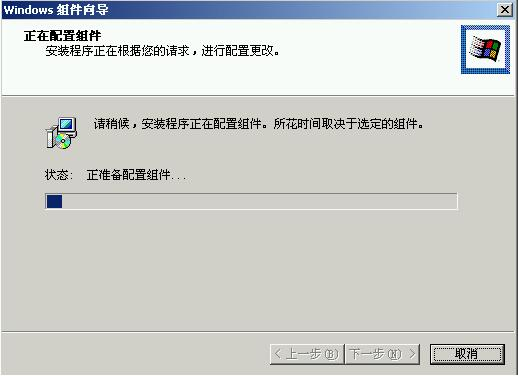 Windows 组件向导
正在配置组件
安装程序正在根据您的请求，进行配置更改。
请稍候，安装程序正在配置组件。所花时间取决于选定的组件。
状态: 正准备配置组件...
< 上一步(B) 下一步(N) > 取消